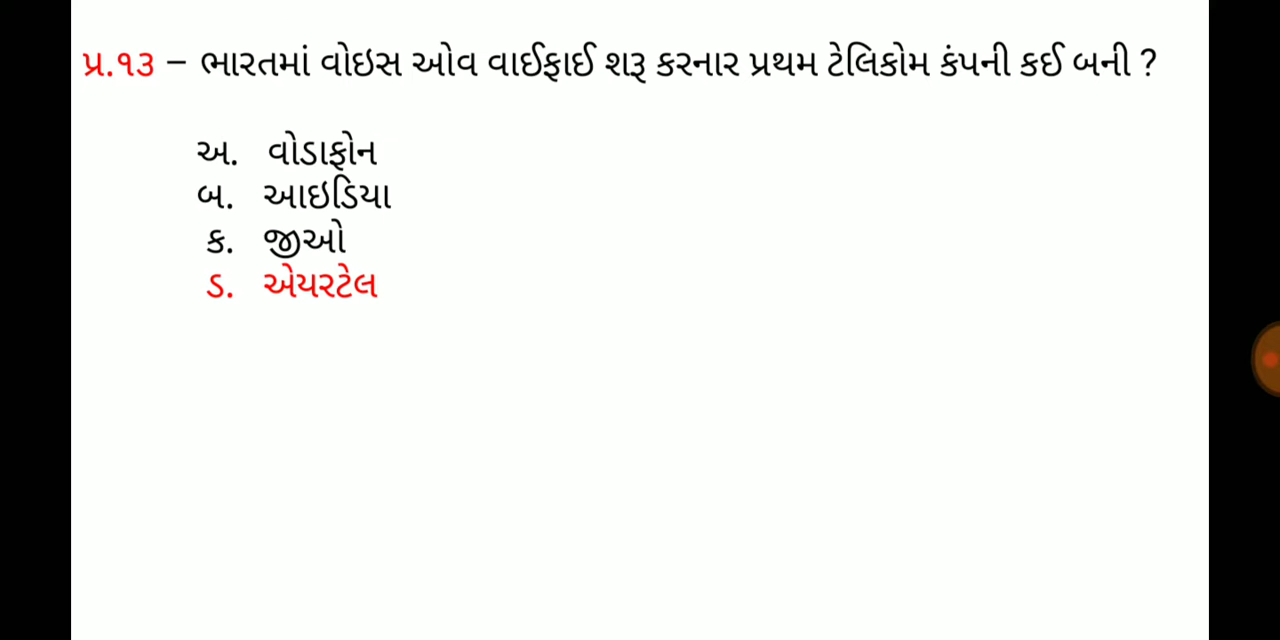 પ્ર.૧૩ – ભારતમાં વોઇસ ઓવ વાઈફાઈ શરૂ કરનાર પ્રથમ ટેલિકોમ કંપની કઈ બની ?
અ. વોડાફોન
બ. આઇડિયા
ક. જીઓ
ડ. એયરટેલ